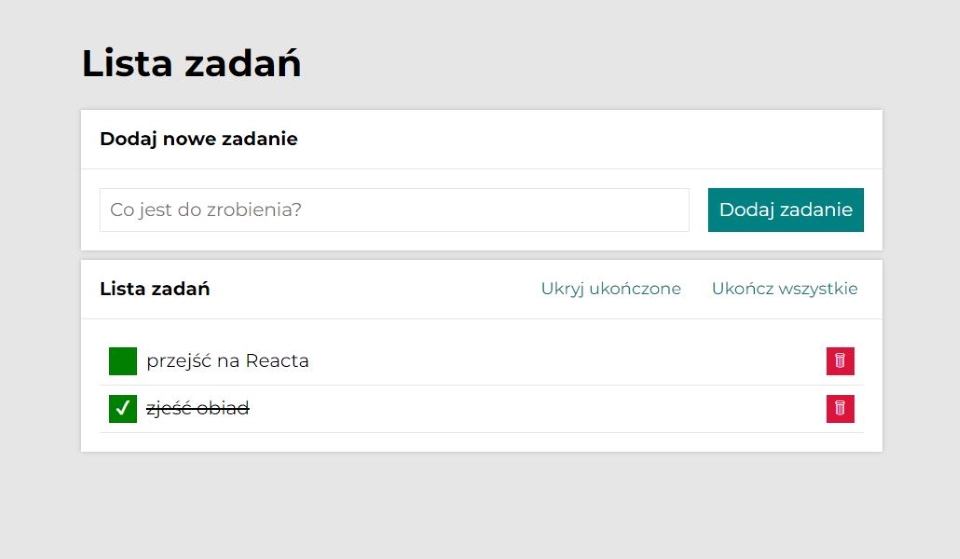 Lista zadań
Dodaj nowe zadanie
Co jest do zrobienia?
Dodaj zadanie
Lista zadań
Ukryj ukończone
Ukończ wszystkie
przejść na Reacta
zjeść obiad